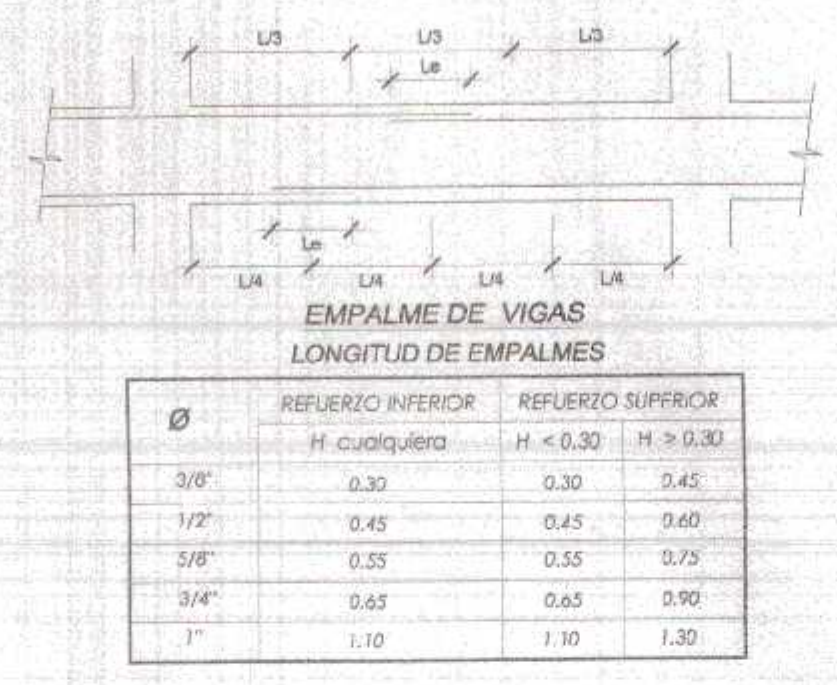 L/3 L/3 L/3
Le
Le
L/4 L/4 L/4 L/4
EMPALME DE VIGAS
LONGITUD DE EMPALMES
Ø REFUERZO INFERIOR REFUERZO SUPERIOR
H cualquiera H < 0.30 H > 0.30
3/8" 0.30 0.30 0.45
1/2" 0.45 0.45 0.60
5/8" 0.55 0.55 0.75
3/4" 0.65 0.65 0.90
1" 1.10 1.10 1.30